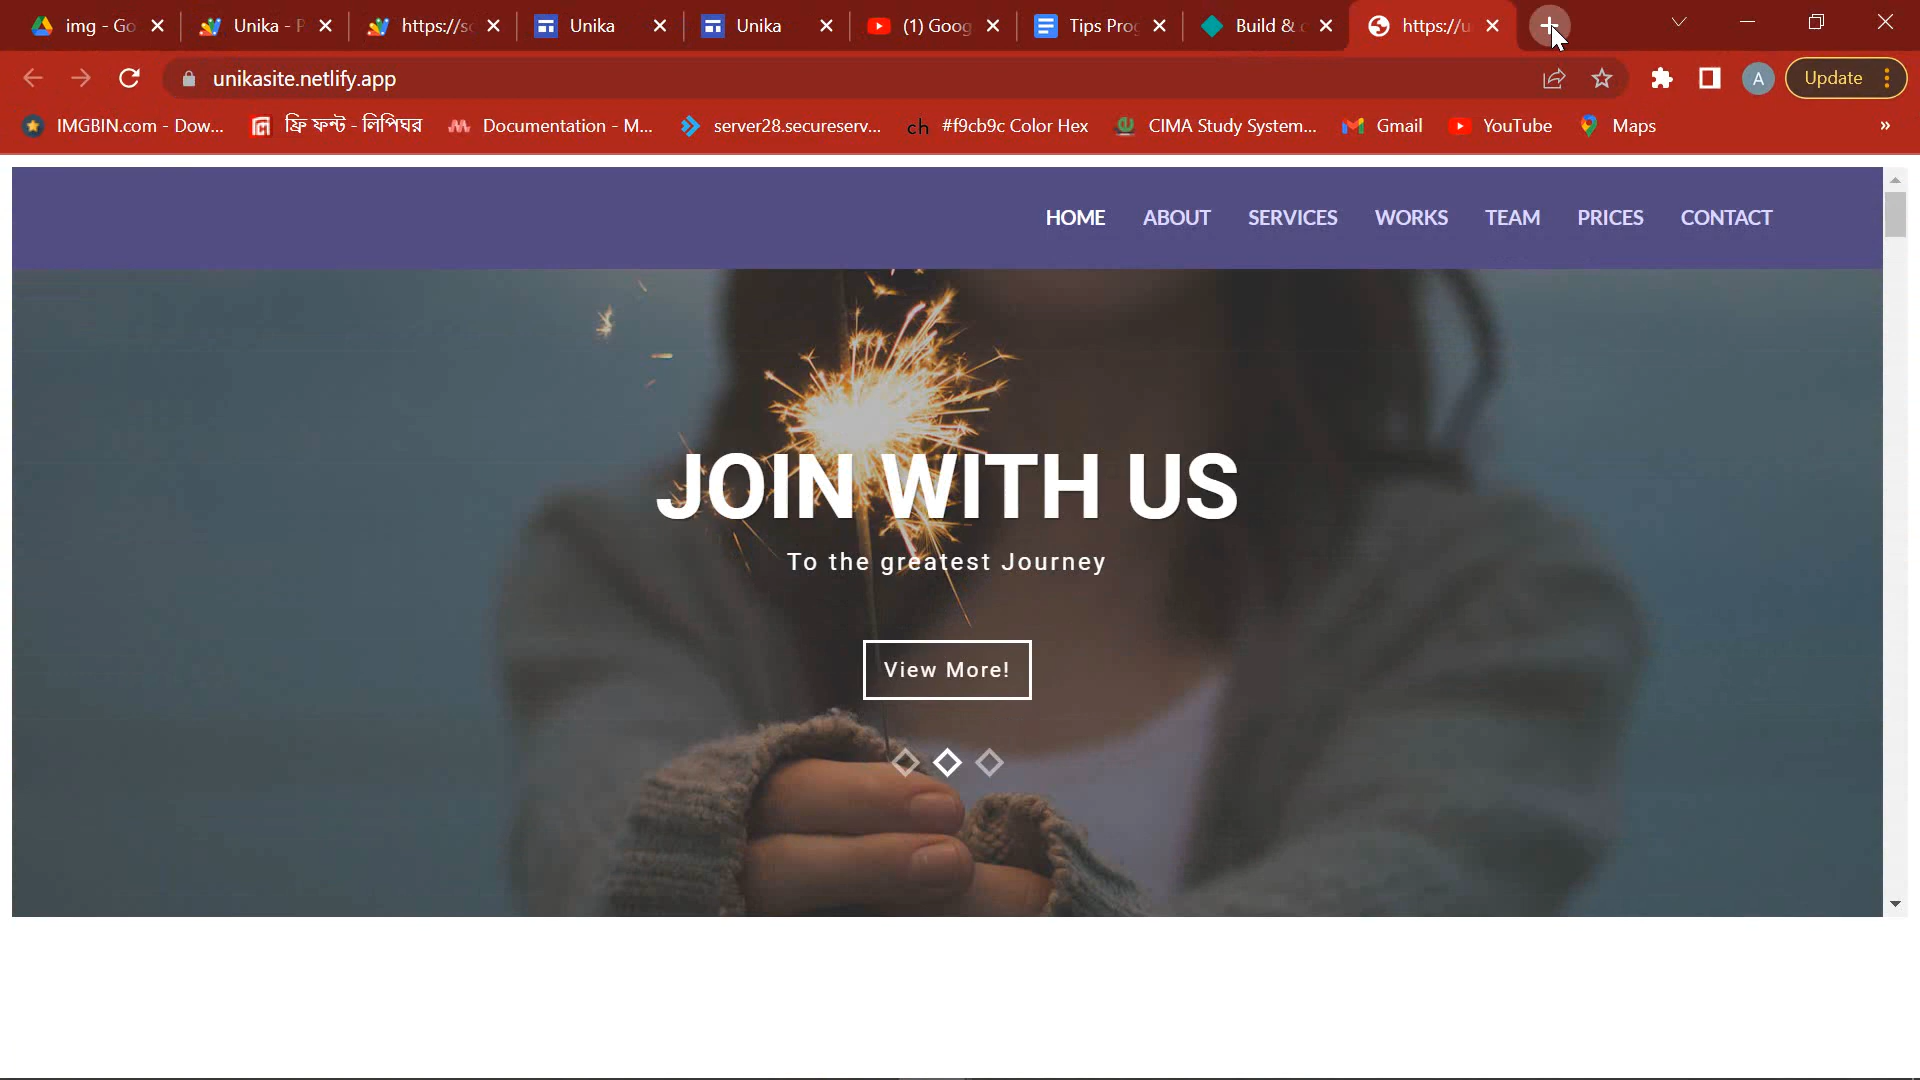 img - Go
Unika - P
https://sc
Unika
Unika
(1) Goog
Tips Prog
Build & c
https://u
unikasite.netlify.app
A
Update
IMGBIN.com - Dow...
ফ্রি ফন্ট - লিপিঘর
Documentation - M...
server28.secureserv...
ch
#f9cb9c Color Hex
CIMA Study System...
Gmail
YouTube
Maps
»
HOME
ABOUT
SERVICES
WORKS
TEAM
PRICES
CONTACT
JOIN WITH US
To the greatest Journey
View More!